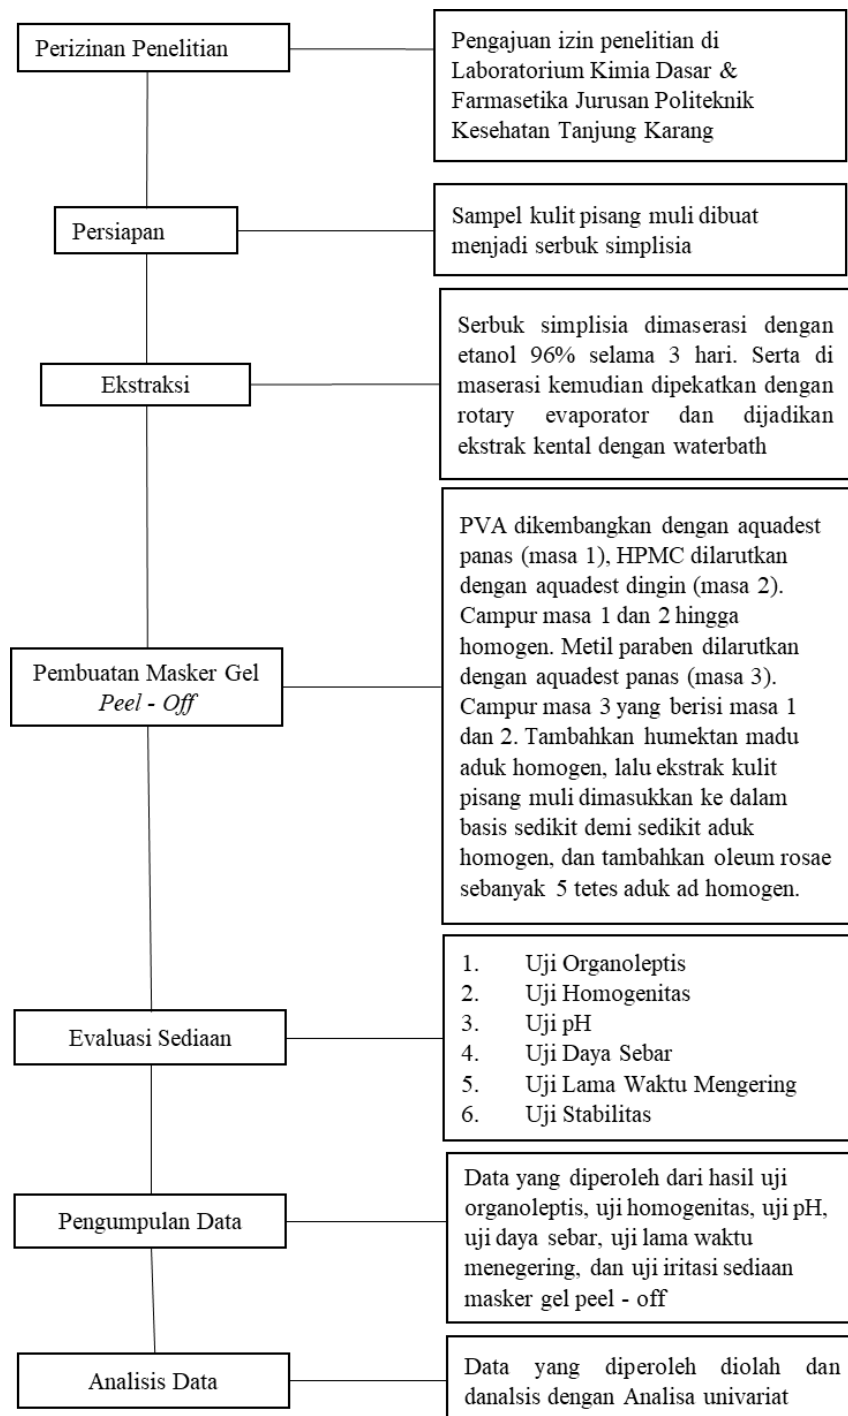 Perizinan Penelitian
Pengajuan izin penelitian di
Laboratorium Kimia Dasar &
Farmasetika Jurusan Politeknik
Kesehatan Tanjung Karang
Persiapan
Sampel kulit pisang muli dibuat
menjadi serbuk simplisia
Ekstraksi
Serbuk simplisia dimaserasi dengan
etanol 96% selama 3 hari. Serta di
maserasi kemudian dipekatkan dengan
rotary evaporator dan dijadikan
ekstrak kental dengan waterbath
Pembuatan Masker Gel
Peel - Off
PVA dikembangkan dengan aquadest
panas (masa 1), HPMC dilarutkan
dengan aquadest dingin (masa 2).
Campur masa 1 dan 2 hingga
homogen. Metil paraben dilarutkan
dengan aquadest panas (masa 3).
Campur masa 3 yang berisi masa 1
dan 2. Tambahkan humektan madu
aduk homogen, lalu ekstrak kulit
pisang muli dimasukkan ke dalam
basis sedikit demi sedikit aduk
homogen, dan tambahkan oleum rosae
sebanyak 5 tetes aduk ad homogen.
Evaluasi Sediaan
1. Uji Organoleptis
2. Uji Homogenitas
3. Uji pH
4. Uji Daya Sebar
5. Uji Lama Waktu Mengering
6. Uji Stabilitas
Pengumpulan Data
Data yang diperoleh dari hasil uji
organoleptis, uji homogenitas, uji pH,
uji daya sebar, uji lama waktu
menegering, dan uji iritasi sediaan
masker gel peel - off
Analisis Data
Data yang diperoleh diolah dan
danalsis dengan Analisa univariat